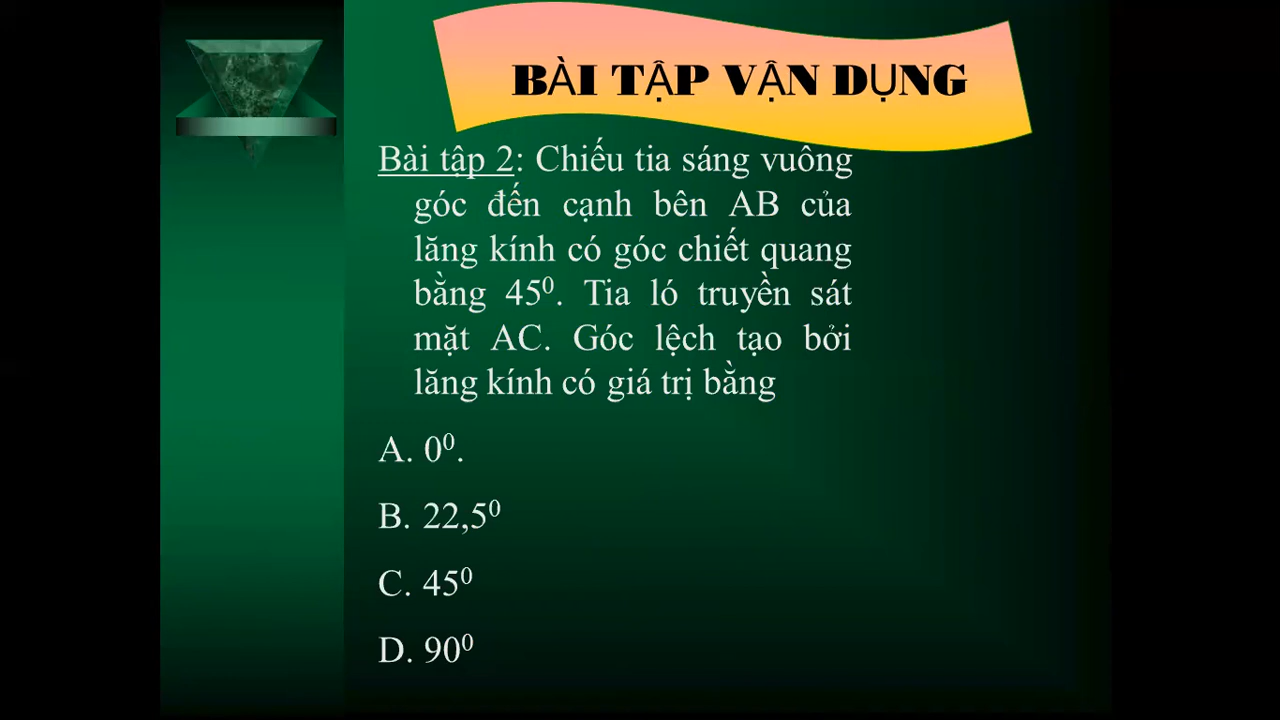 BÀI TẬP VẬN DỤNG
Bài tập 2: Chiếu tia sáng vuông
góc đến cạnh bên AB của
lăng kính có góc chiết quang
bằng 45⁰. Tia ló truyền sát
mặt AC. Góc lệch tạo bởi
lăng kính có giá trị bằng
A. 0⁰.
B. 22,5⁰
C. 45⁰
D. 90⁰